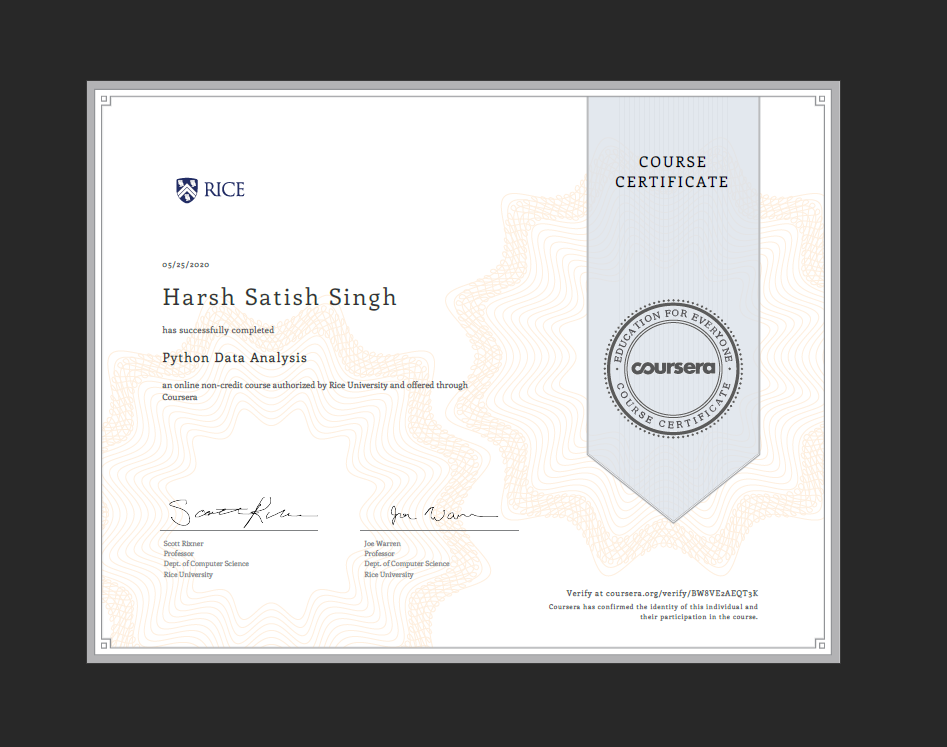 COURSE
CERTIFICATE
RICE
05/25/2020
Harsh Satish Singh
has successfully completed
Python Data Analysis
an online non-credit course authorized by Rice University and offered through
Coursera
EDUCATION FOR EVERYONE
coursera
COURSE CERTIFICATE
Scott Rixner
Professor
Dept. of Computer Science
Rice University
Joe Warren
Professor
Dept. of Computer Science
Rice University
Verify at coursera.org/verify/BW8VE2AEQT3K
Coursera has confirmed the identity of this individual and
their participation in the course.